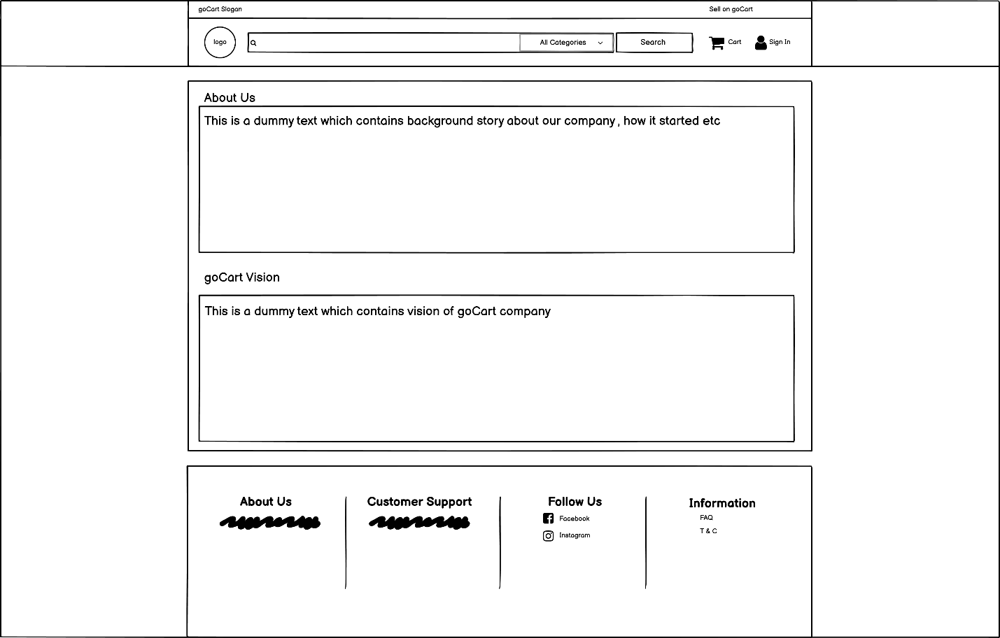 goCart Slogan
Sell on goCart
logo
All Categories
Search
Cart
Sign In
About Us
This is a dummy text which contains background story about our company , how it started etc
goCart Vision
This is a dummy text which contains vision of goCart company
About Us
Customer Support
Follow Us
Facebook
Instagram
Information
FAQ
T & C